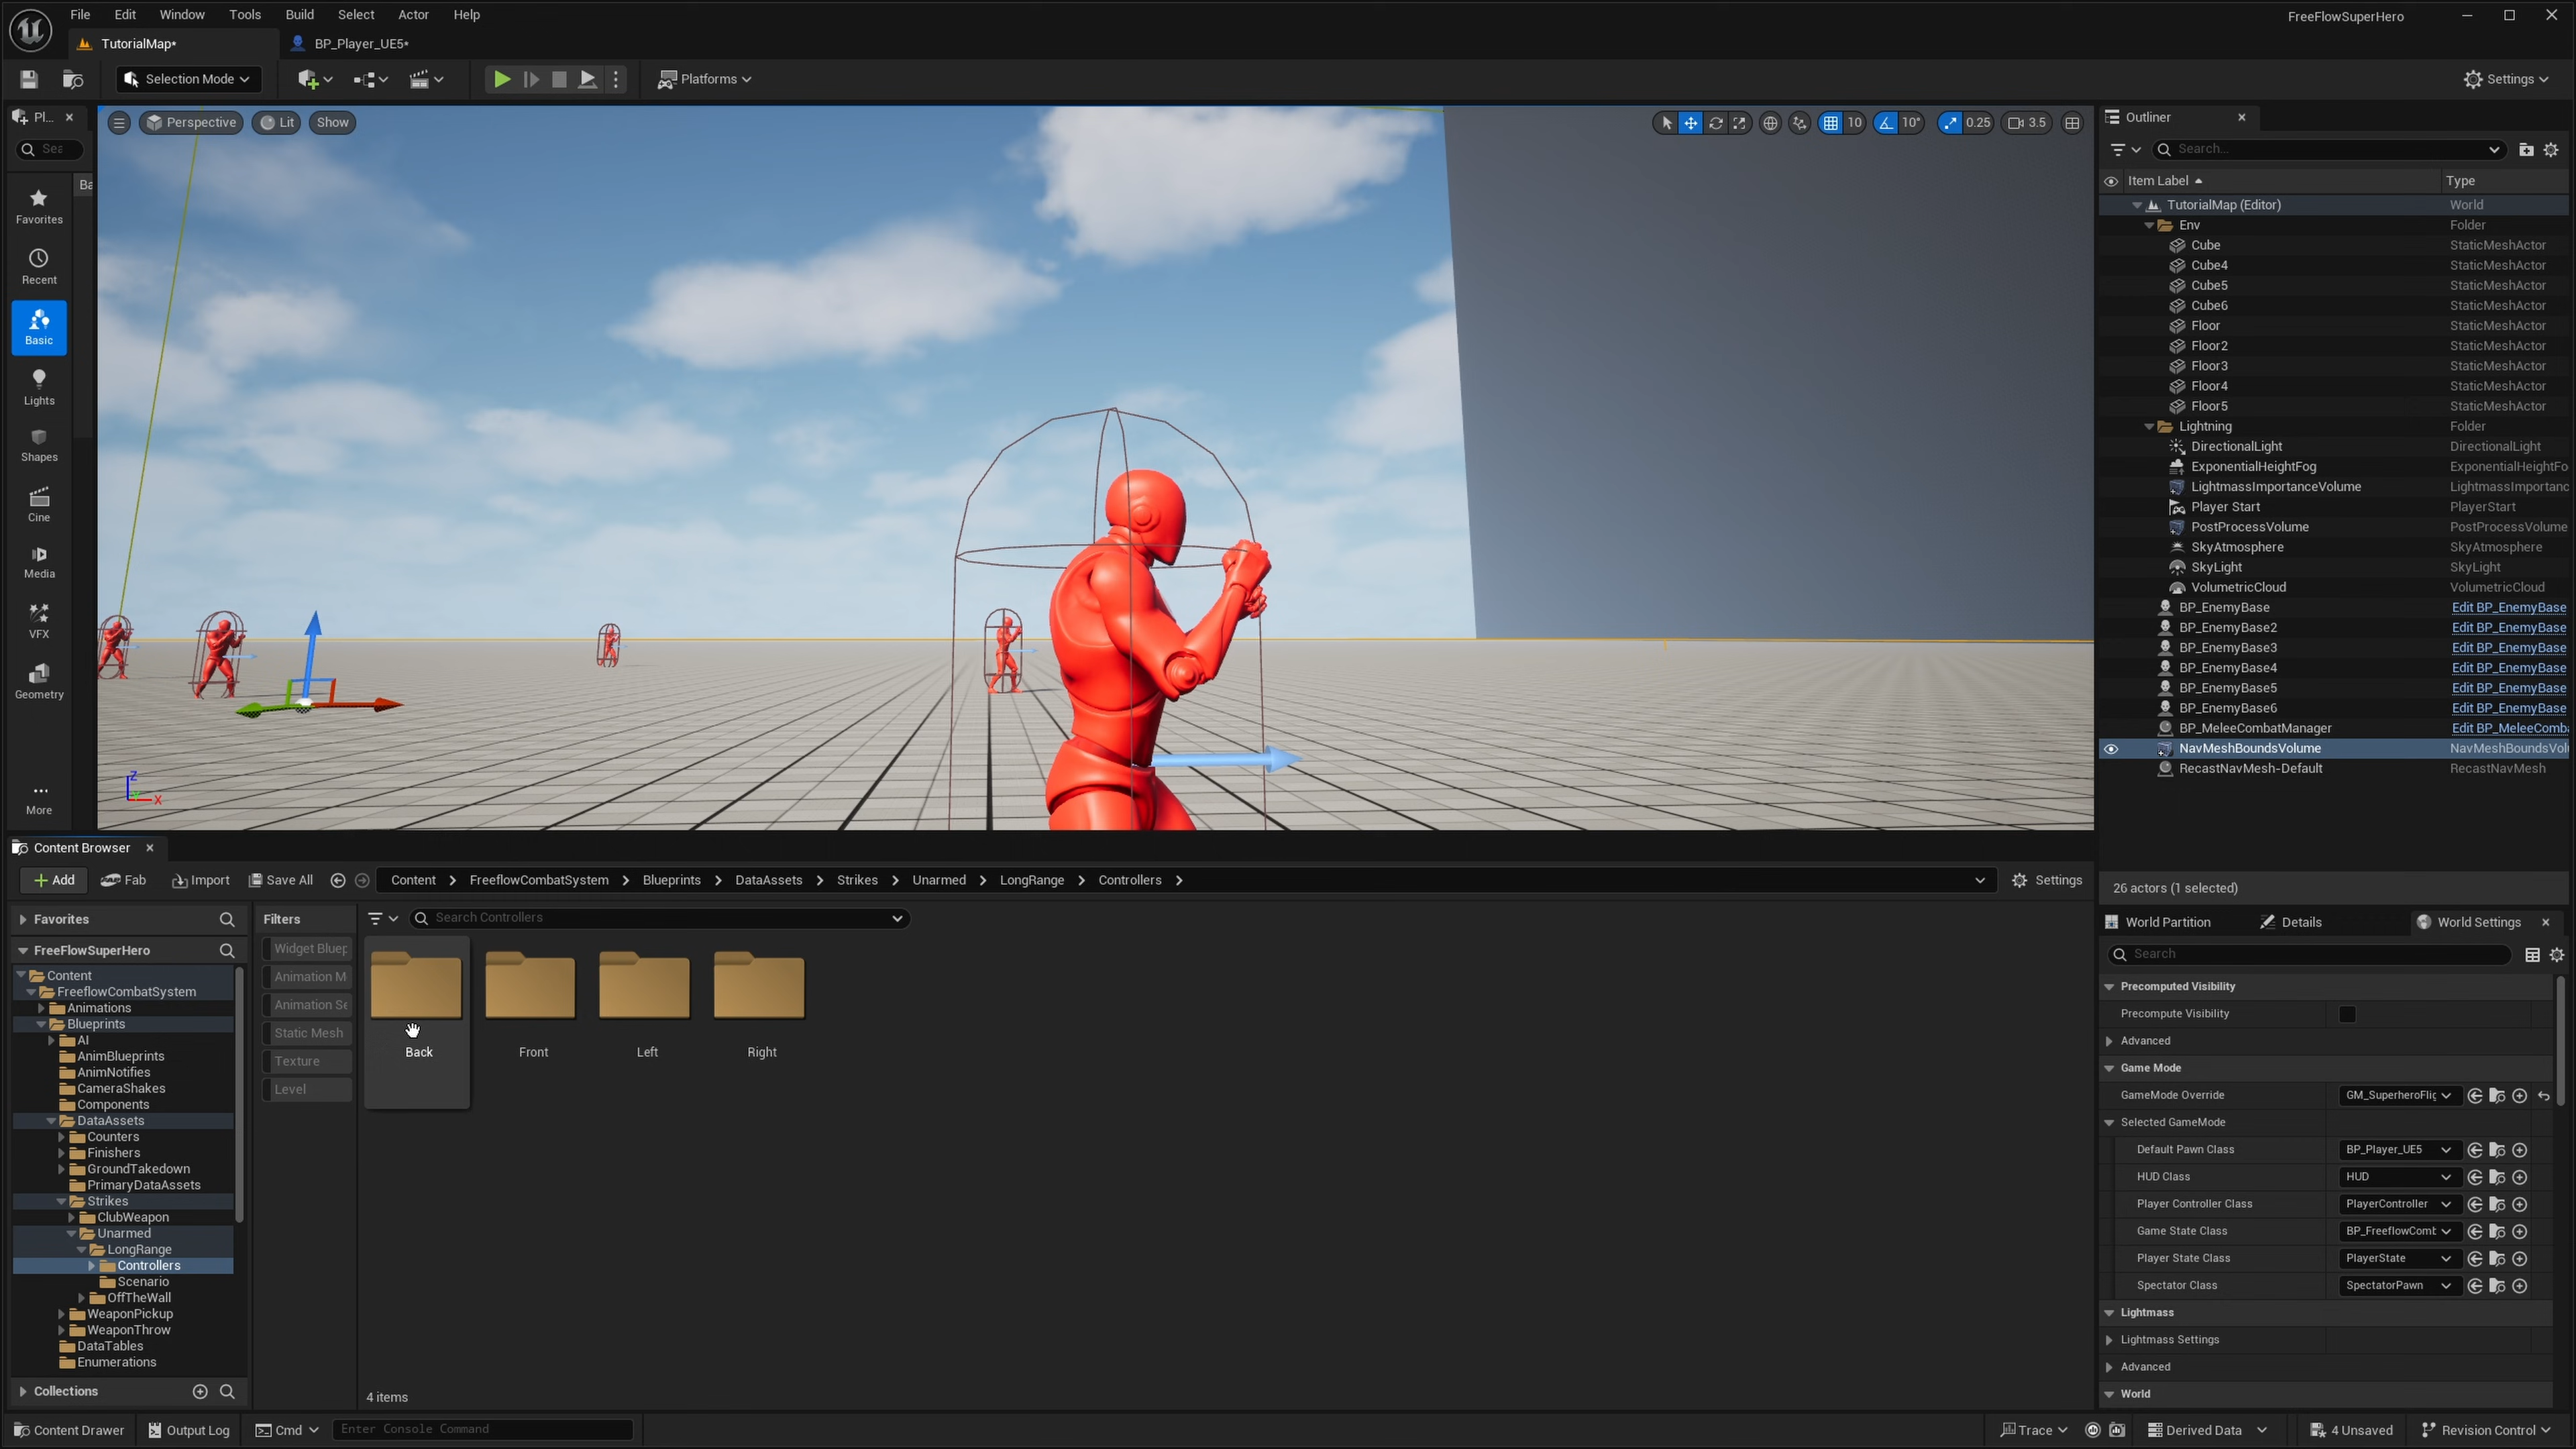 File Edit Window Tools Build Select Actor Help
FreeFlowSuperHero
TutorialMap*
BP_Player_UE5*
Selection Mode
Platforms
Settings
Pl...
Sea
Ba
Favorites
Recent
Basic
Lights
Shapes
Cine
Media
VFX
Geometry
More
Perspective
Lit
Show
10
10°
0.25
3.5
Z
X
Outliner
Search...
Item Label Type
TutorialMap (Editor) World
Env Folder
Cube StaticMeshActor
Cube4 StaticMeshActor
Cube5 StaticMeshActor
Cube6 StaticMeshActor
Floor StaticMeshActor
Floor2 StaticMeshActor
Floor3 StaticMeshActor
Floor4 StaticMeshActor
Floor5 StaticMeshActor
Lightning Folder
DirectionalLight DirectionalLight
ExponentialHeightFog ExponentialHeightFo
LightmassImportanceVolume LightmassImportanc
Player Start PlayerStart
PostProcessVolume PostProcessVolume
SkyAtmosphere SkyAtmosphere
SkyLight SkyLight
VolumetricCloud VolumetricCloud
BP_EnemyBase Edit BP_EnemyBase
BP_EnemyBase2 Edit BP_EnemyBase
BP_EnemyBase3 Edit BP_EnemyBase
BP_EnemyBase4 Edit BP_EnemyBase
BP_EnemyBase5 Edit BP_EnemyBase
BP_EnemyBase6 Edit BP_EnemyBase
BP_MeleeCombatManager Edit BP_MeleeComba
NavMeshBoundsVolume NavMeshBoundsVol
RecastNavMesh-Default RecastNavMesh
26 actors (1 selected)
Content Browser
Add
Fab
Import
Save All
Content > FreeflowCombatSystem > Blueprints > DataAssets > Strikes > Unarmed > LongRange > Controllers >
Settings
Favorites
FreeFlowSuperHero
Content
FreeflowCombatSystem
Animations
Blueprints
AI
AnimBlueprints
AnimNotifies
CameraShakes
Components
DataAssets
Counters
Finishers
GroundTakedown
PrimaryDataAssets
Strikes
ClubWeapon
Unarmed
LongRange
Controllers
Scenario
OffTheWall
WeaponPickup
WeaponThrow
DataTables
Enumerations
Collections
Filters
Widget Bluep
Animation M
Animation Se
Static Mesh
Texture
Level
Search Controllers
Back Front Left Right
4 items
World Partition
Details
World Settings
Search
Precomputed Visibility
Precompute Visibility
Advanced
Game Mode
GameMode Override GM_SuperheroFlig
Selected GameMode
Default Pawn Class BP_Player_UE5
HUD Class HUD
Player Controller Class PlayerController
Game State Class BP_FreeflowComb
Player State Class PlayerState
Spectator Class SpectatorPawn
Lightmass
Lightmass Settings
Advanced
World
Content Drawer
Output Log
Cmd
Enter Console Command
Trace
Derived Data
4 Unsaved
Revision Control